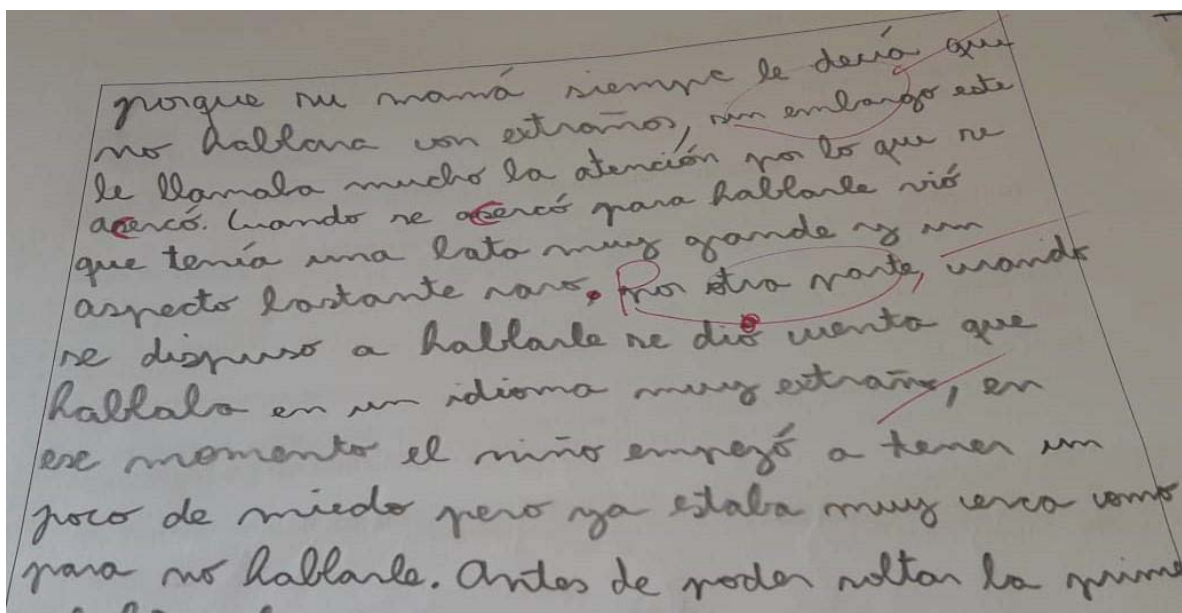 porque su mamá siempre le decía que
no hablara con extraños, sin embargo este
le llamaba mucho la atención por lo que se
acercó. Cuando se acercó para hablarle vió
que tenía una bata muy grande y un
aspecto bastante raro. Por otra parte, cuando
se dispuso a hablarle se dio cuenta que
hablaba en un idioma muy extraño, en
ese momento el niño empezó a tener un
poco de miedo pero ya estaba muy cerca como
para no hablarle. Antes de poder soltar la prime